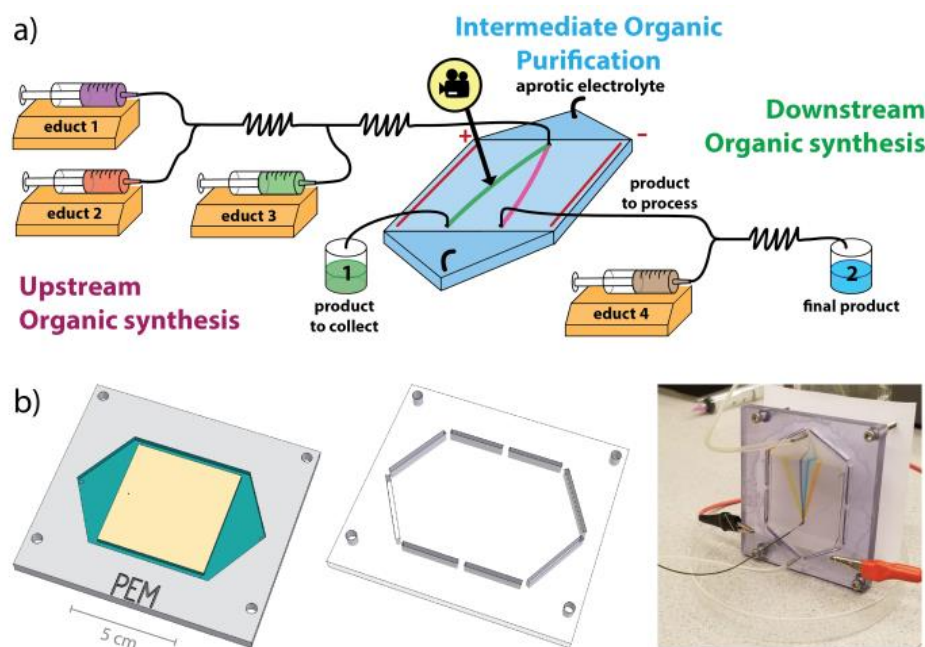 a)
Intermediate Organic
Purification
aprotic electrolyte
Downstream
Organic synthesis
educt 1
educt 2
educt 3
+
–
product
to process
1
product
to collect
educt 4
2
final product
Upstream
Organic synthesis
b)
PEM
5 cm